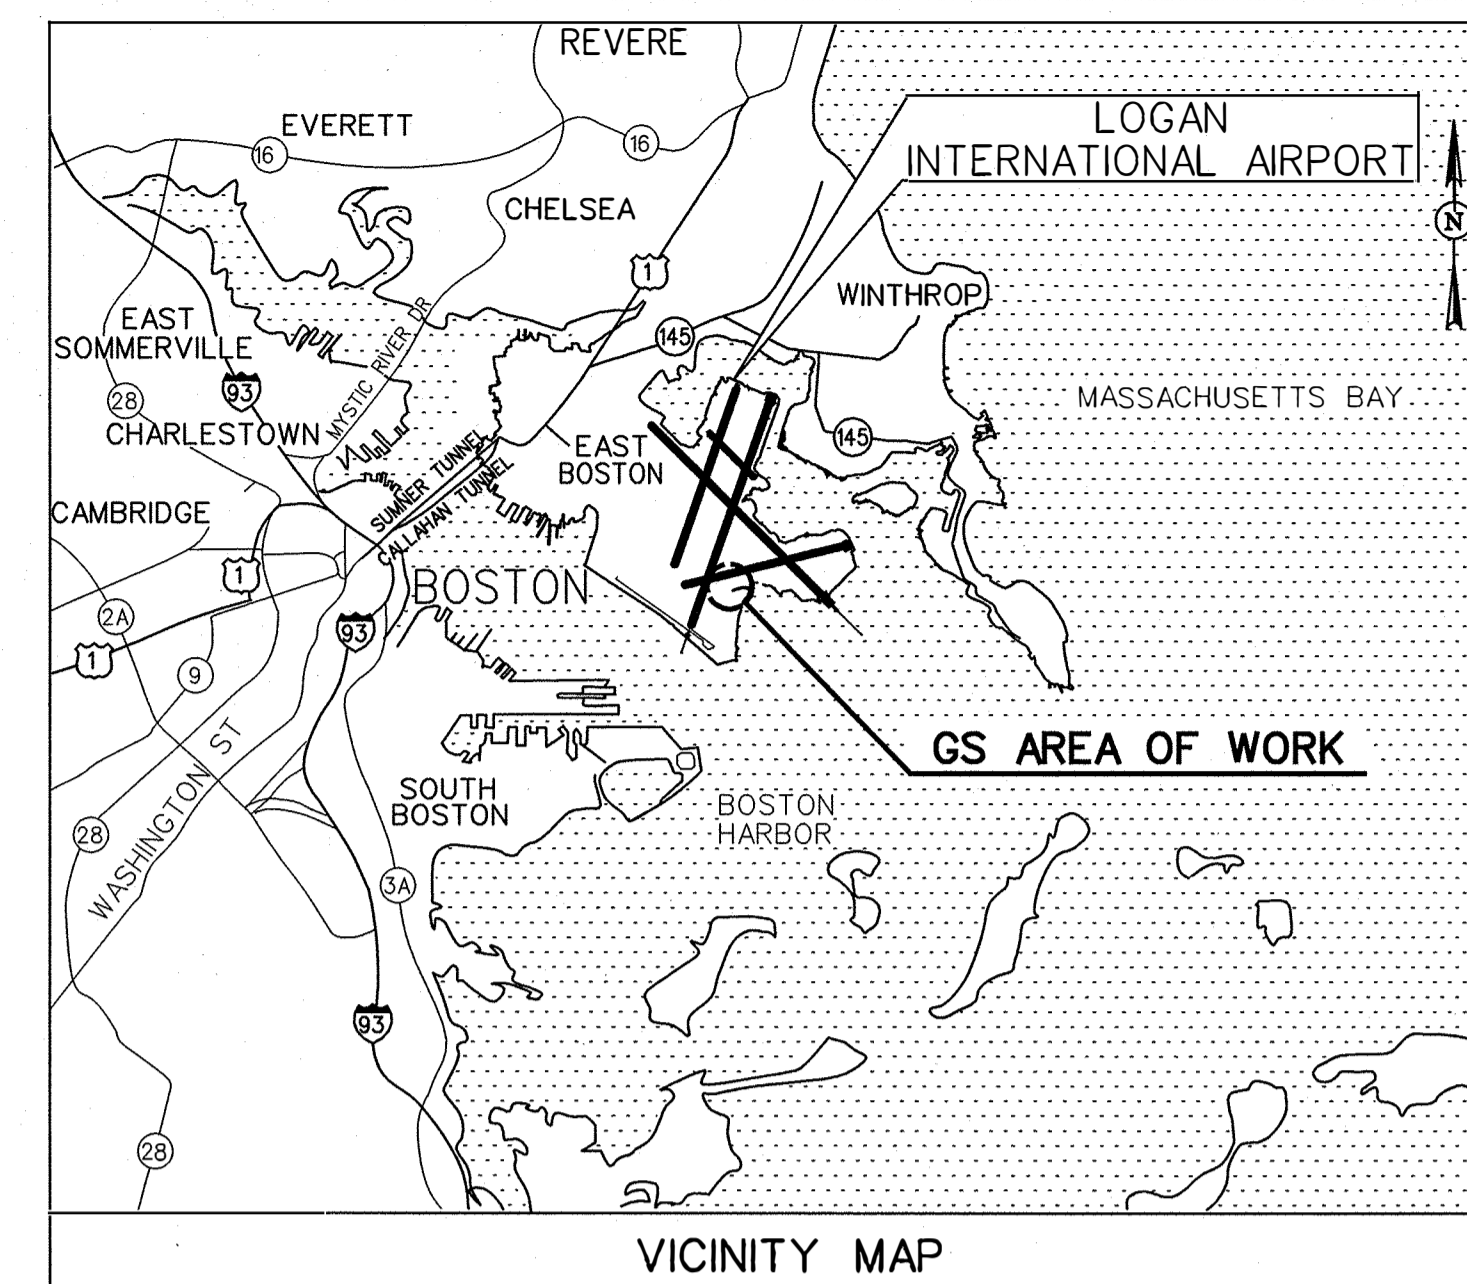 REVERE
LOGAN
INTERNATIONAL AIRPORT
EVERETT
16
16
N
CHELSEA
1
WINTHROP
EAST
SOMMERVILLE
145
93
28
MYSTIC RIVER DR
MASSACHUSETTS BAY
CHARLESTOWN
145
SUMNER TUNNEL
CALLAHAN TUNNEL
EAST
BOSTON
CAMBRIDGE
1
BOSTON
2A
93
1
9
WASHINGTON ST
GS AREA OF WORK
SOUTH
BOSTON
BOSTON
HARBOR
28
3A
93
28
VICINITY MAP